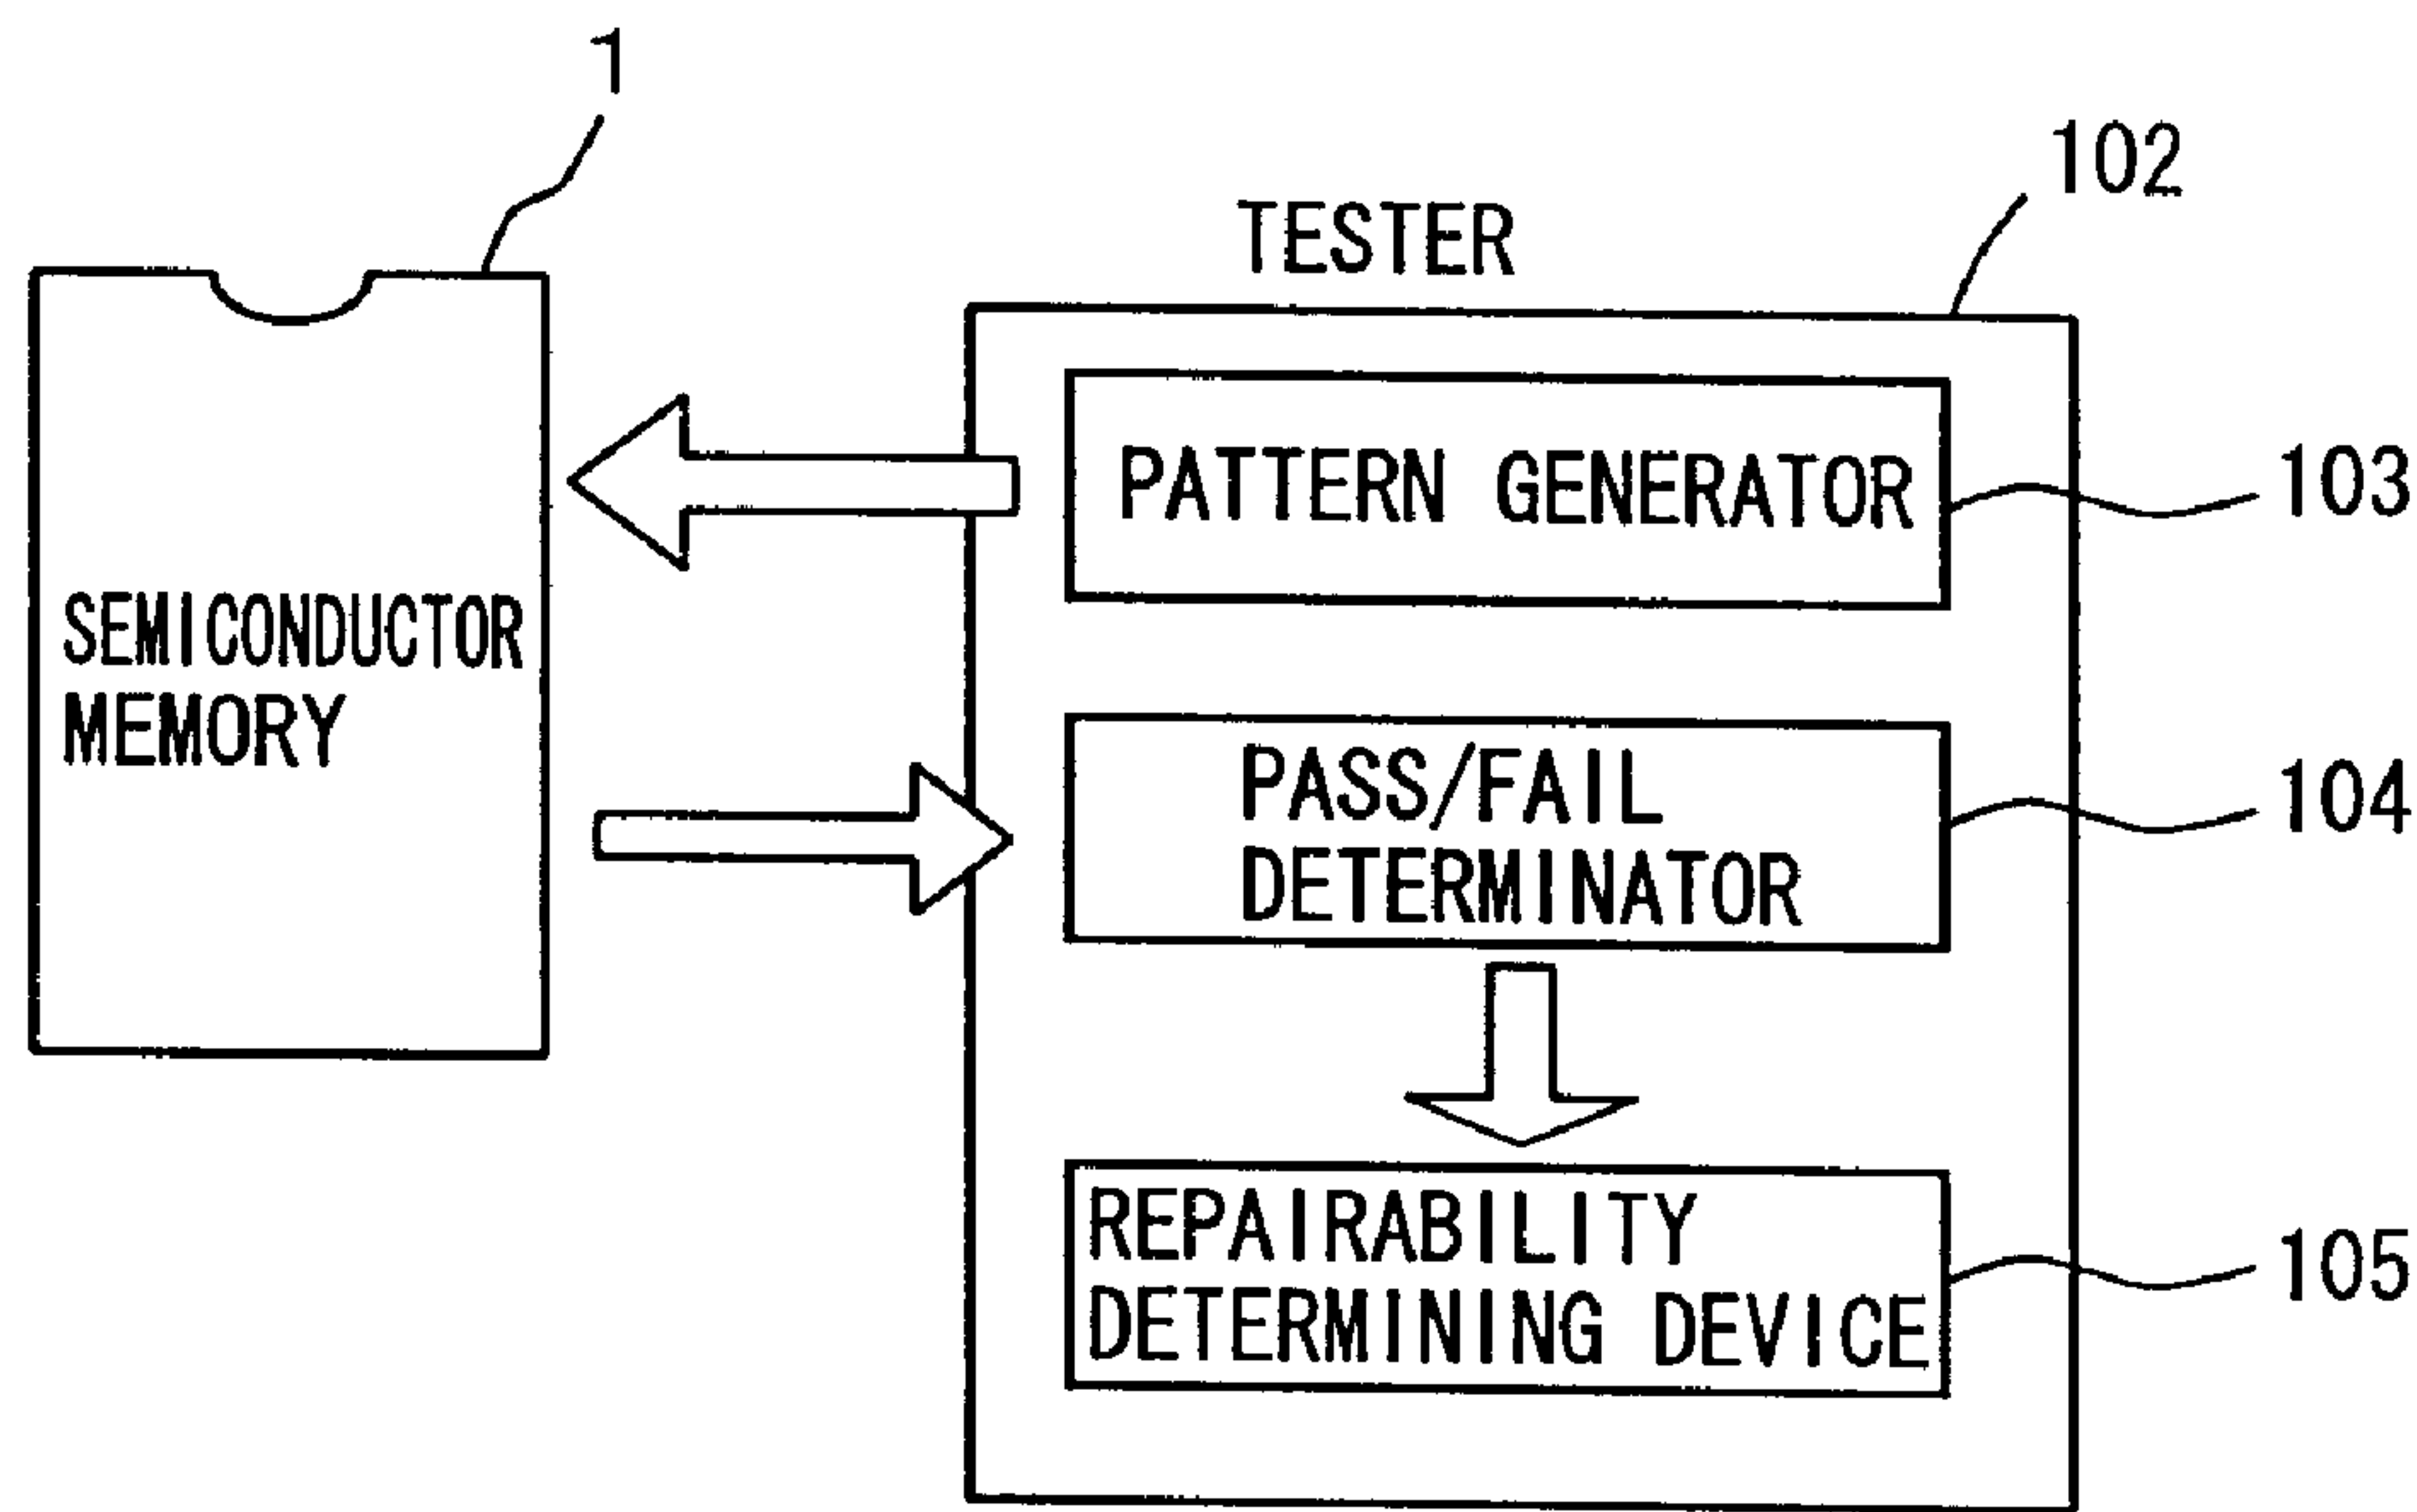 1
102
TESTER
PATTERN GENERATOR
103
SEMICONDUCTOR
MEMORY
PASS/FAIL
DETERMINATOR
104
REPAIRABILITY
DETERMINING DEVICE
105